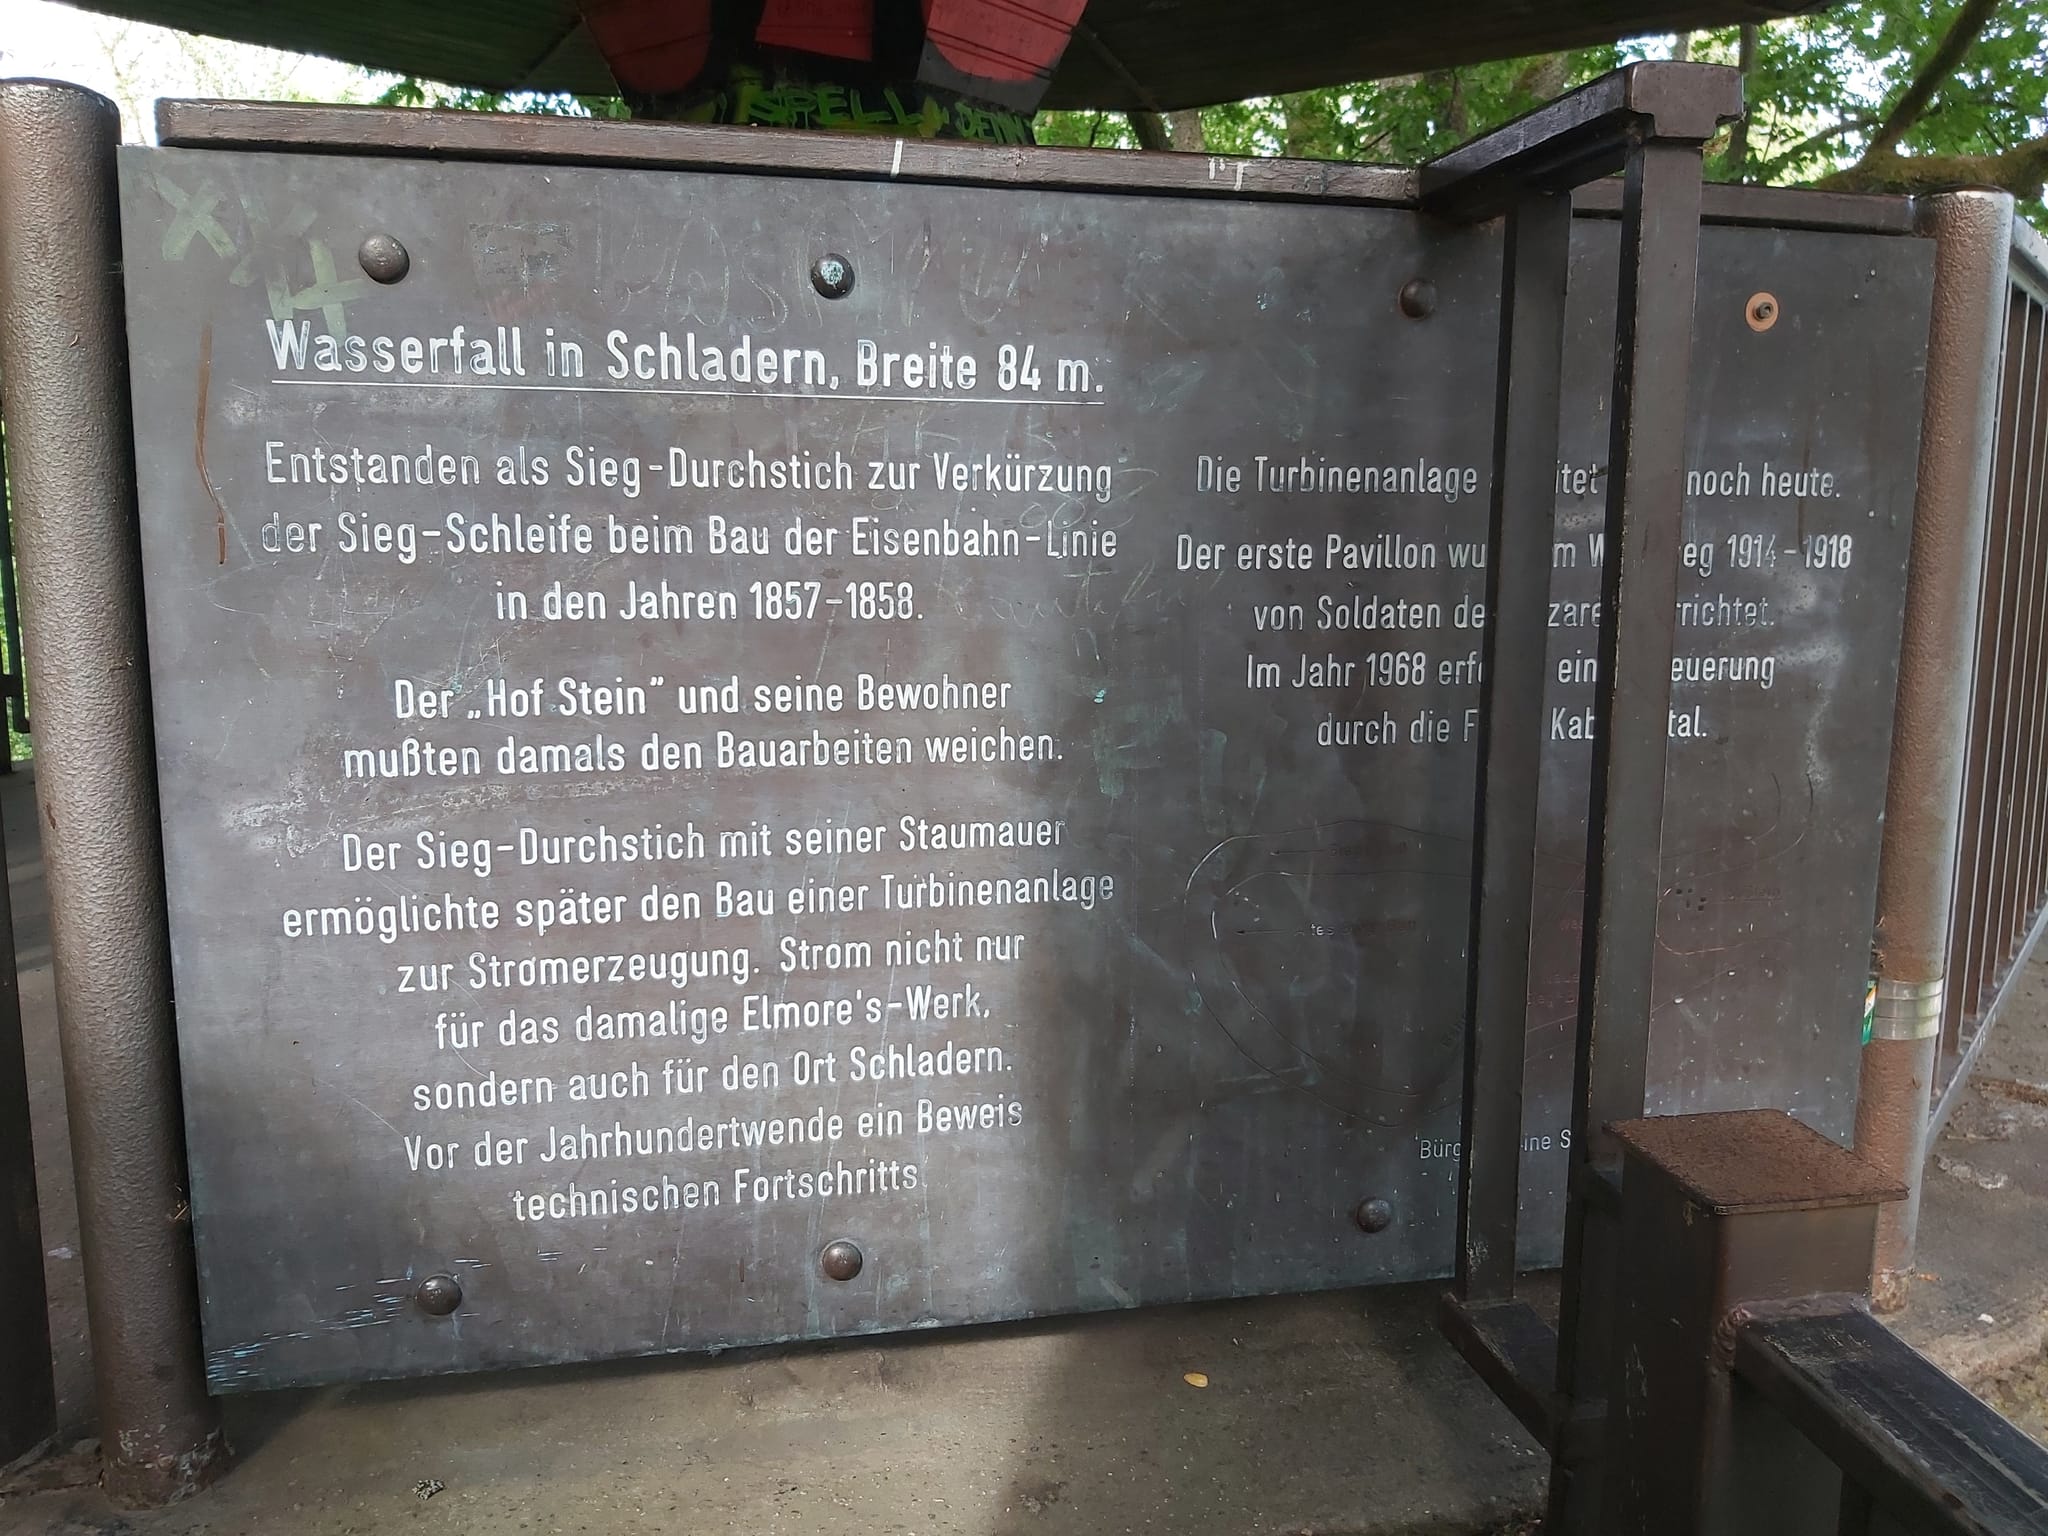 Wasserfall in Schladern, Breite 84 m.
Entstanden als Sieg-Durchstich zur Verkürzung
der Sieg-Schleife beim Bau der Eisenbahn-Linie
in den Jahren 1857-1858.
Der „Hof Stein" und seine Bewohner
mußten damals den Bauarbeiten weichen.
Der Sieg-Durchstich mit seiner Staumauer
ermöglichte später den Bau einer Turbinenanlage
zur Stromerzeugung. Strom nicht nur
für das damalige Elmore's-Werk,
sondern auch für den Ort Schladern.
Vor der Jahrhundertwende ein Beweis
technischen Fortschritts
Die Turbinenanlage noch heute.
Der erste Pavillon 1914-1918
von Soldaten
Im Jahr 1968
durch die